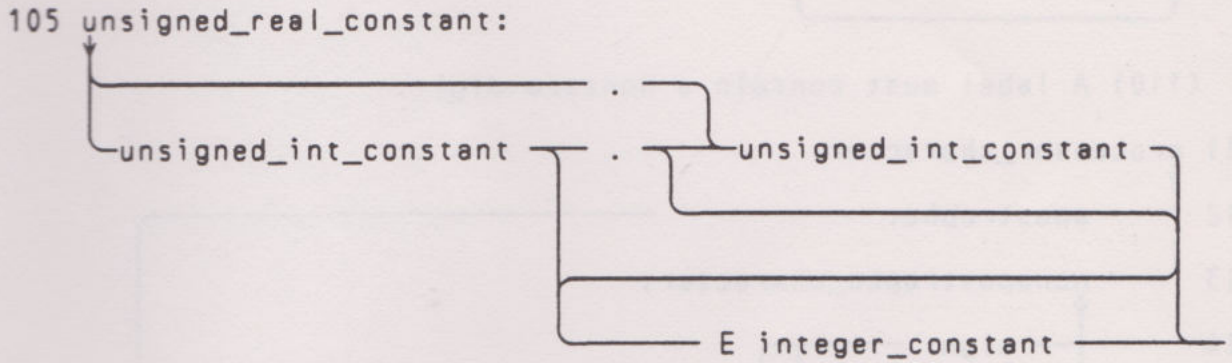 105 unsigned_real_constant:
.
unsigned_int_constant . unsigned_int_constant
E integer_constant